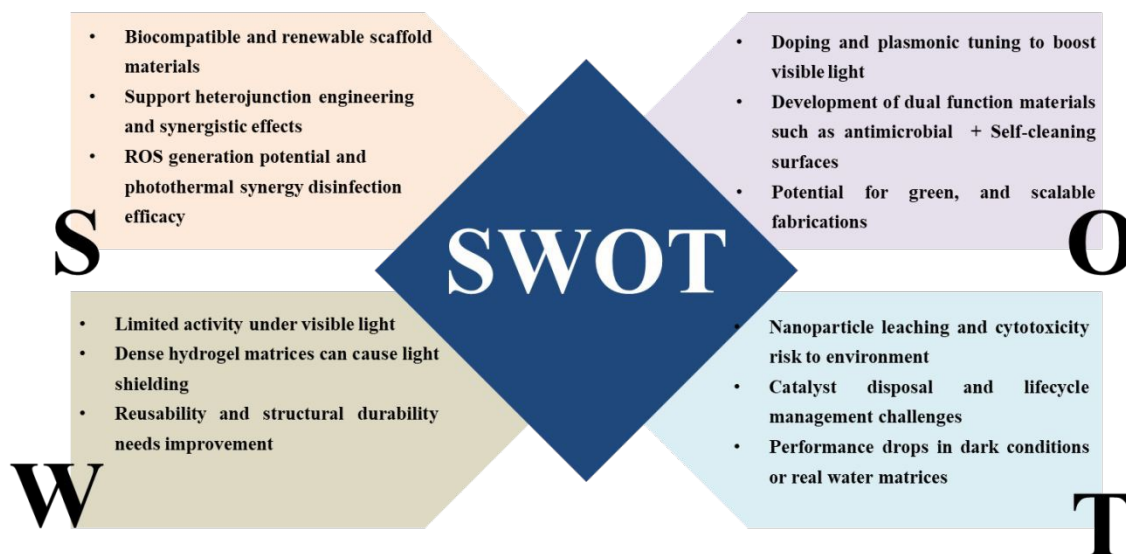 • Biocompatible and renewable scaffold
materials
• Support heterojunction engineering
and synergistic effects
• ROS generation potential and
photothermal synergy disinfection
efficacy
S
• Doping and plasmonic tuning to boost
visible light
• Development of dual function materials
such as antimicrobial + Self-cleaning
surfaces
• Potential for green, and scalable
fabrications
O
SWOT
• Limited activity under visible light
• Dense hydrogel matrices can cause light
shielding
• Reusability and structural durability
needs improvement
W
• Nanoparticle leaching and cytotoxicity
risk to environment
• Catalyst disposal and lifecycle
management challenges
• Performance drops in dark conditions
or real water matrices
T